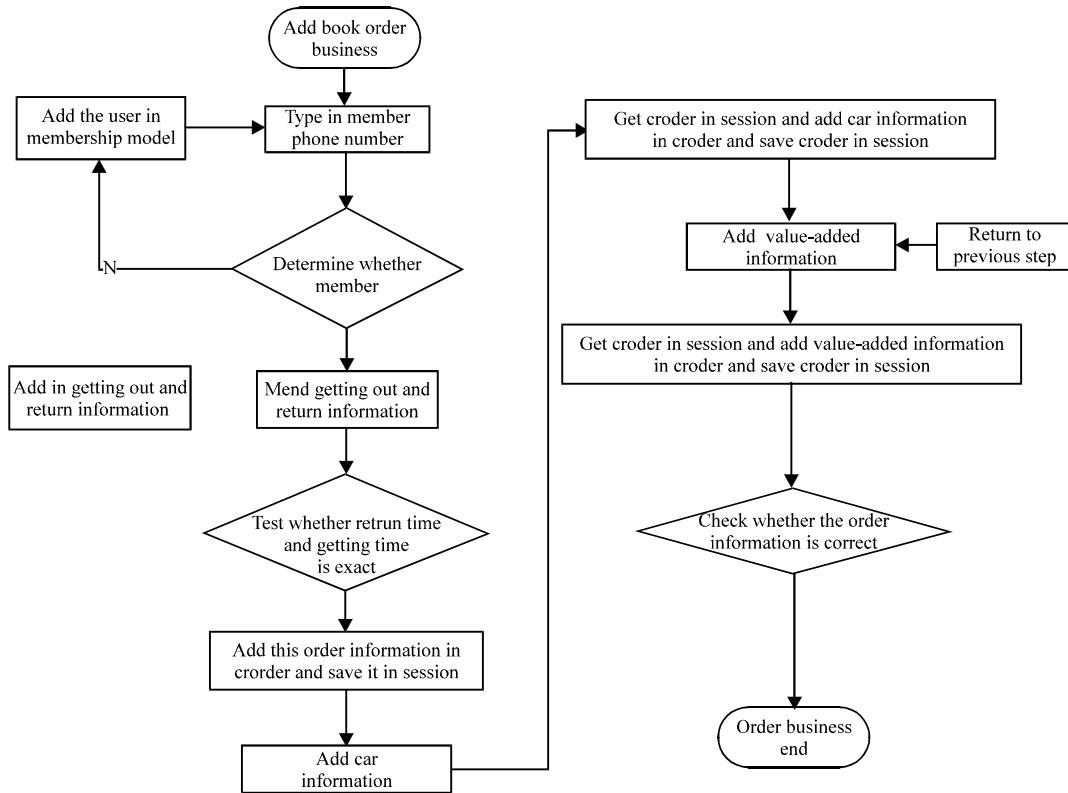 Add book order
business
Add the user in
membership model
Type in member
phone number
N
Determine whether
member
Add in getting out and
return information
Mend getting out and
return information
Test whether retrun time
and getting time
is exact
Add this order information in
crorder and save it in session
Add car
information
Get croder in session and add car information
in croder and save croder in session
Add value-added
information
Return to
previous step
Get croder in session and add value-added information
in croder and save croder in session
Check whether the order
information is correct
Order business
end